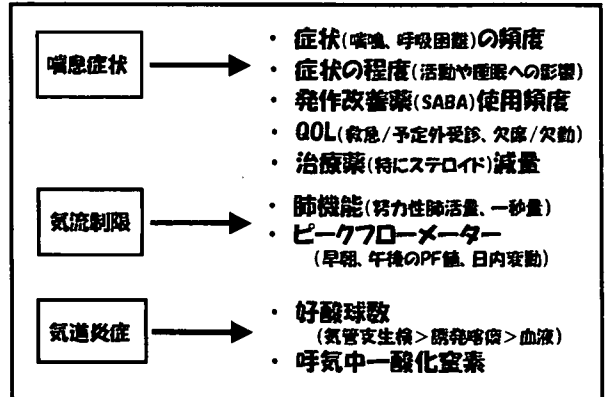 喘息症状
・ 症状(喘鳴、呼吸困難)の頻度
・ 症状の程度(活動や睡眠への影響)
・ 発作改善薬(SABA)使用頻度
・ QOL(救急/予定外受診、欠席/欠勤)
・ 治療薬(特にステロイド)減量
気流制限
・ 肺機能(努力性肺活量、一秒量)
・ ピークフローメーター
(早朝、午後のPF値、日内変動)
気道炎症
・ 好酸球数
(気管支生検>誘発喀痰>血液)
・ 呼気中一酸化窒素